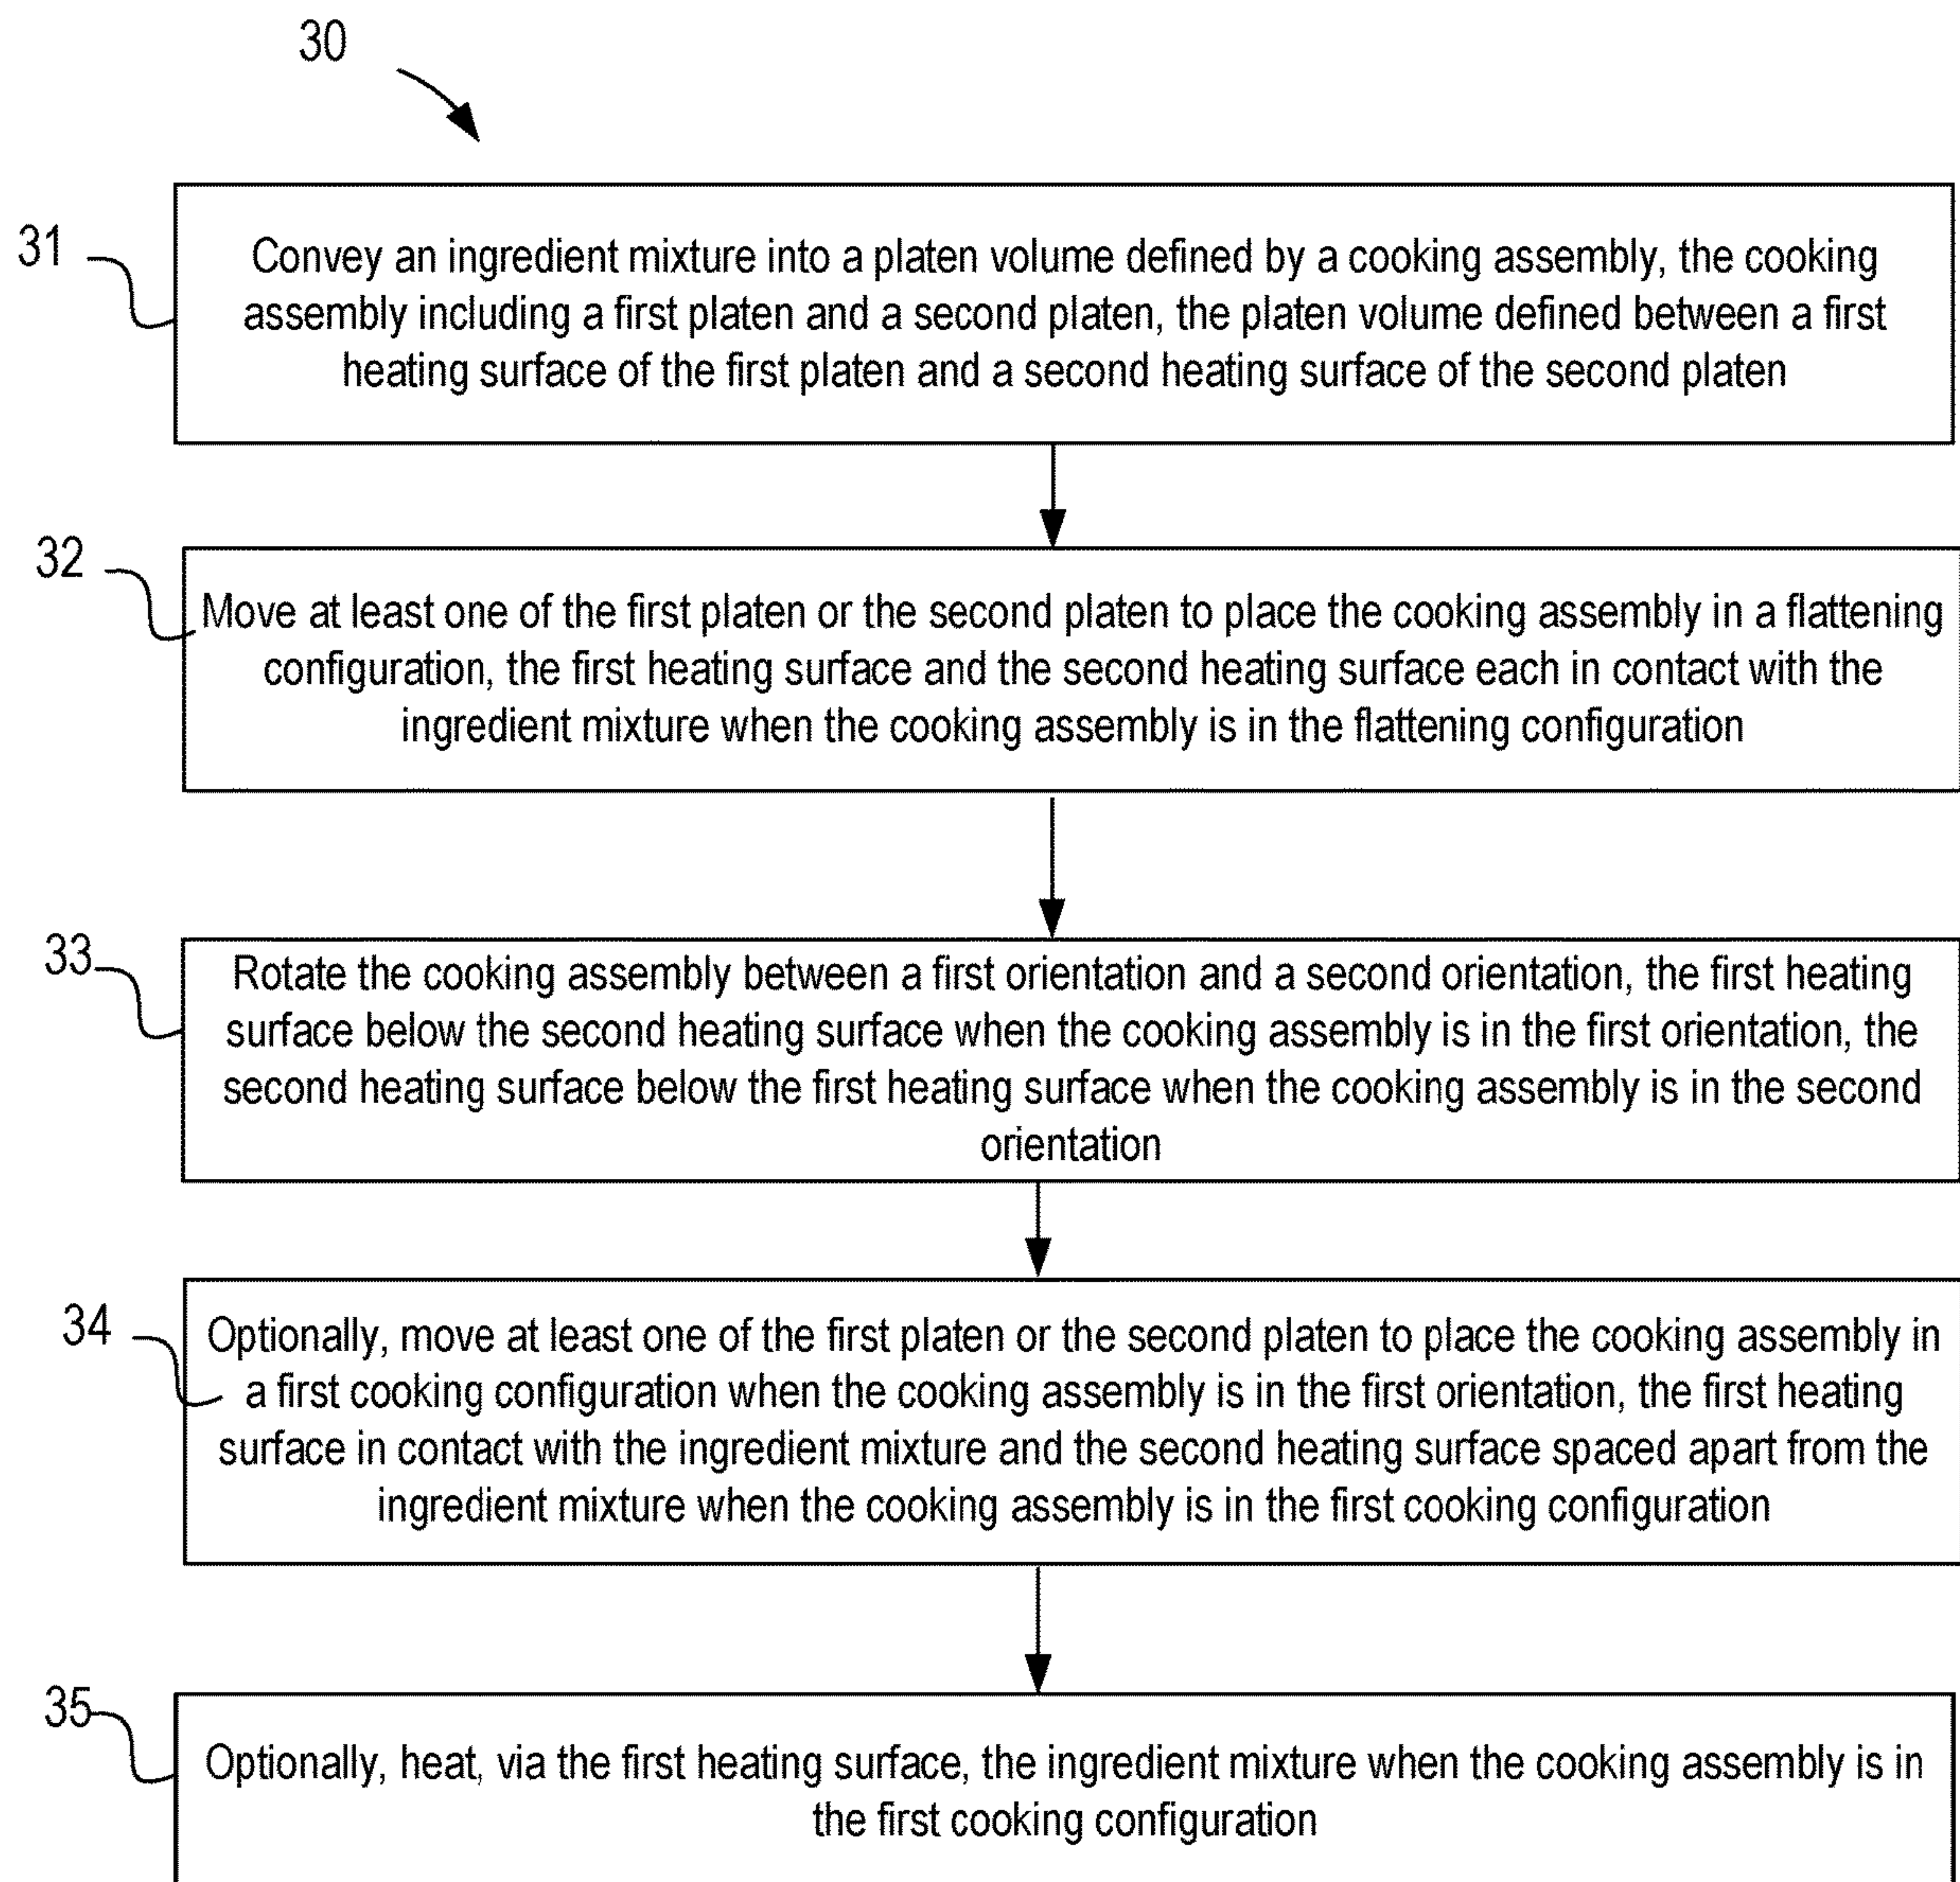 30
31
Convey an ingredient mixture into a platen volume defined by a cooking assembly, the cooking
assembly including a first platen and a second platen, the platen volume defined between a first
heating surface of the first platen and a second heating surface of the second platen
32
Move at least one of the first platen or the second platen to place the cooking assembly in a flattening
configuration, the first heating surface and the second heating surface each in contact with the
ingredient mixture when the cooking assembly is in the flattening configuration
33
Rotate the cooking assembly between a first orientation and a second orientation, the first heating
surface below the second heating surface when the cooking assembly is in the first orientation, the
second heating surface below the first heating surface when the cooking assembly is in the second
orientation
34
Optionally, move at least one of the first platen or the second platen to place the cooking assembly in
a first cooking configuration when the cooking assembly is in the first orientation, the first heating
surface in contact with the ingredient mixture and the second heating surface spaced apart from the
ingredient mixture when the cooking assembly is in the first cooking configuration
35
Optionally, heat, via the first heating surface, the ingredient mixture when the cooking assembly is in
the first cooking configuration